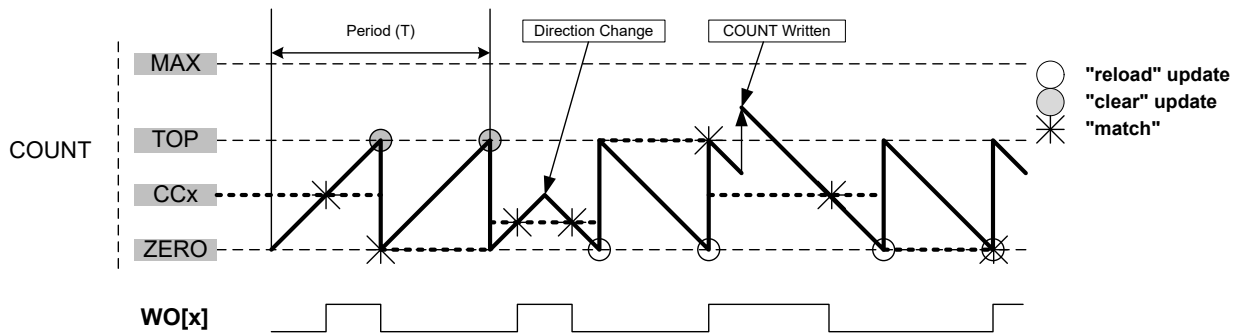 Period (T)
Direction Change
COUNT Written
MAX
"reload" update
"clear" update
TOP
"match"
COUNT
CCx
ZERO
WO[x]